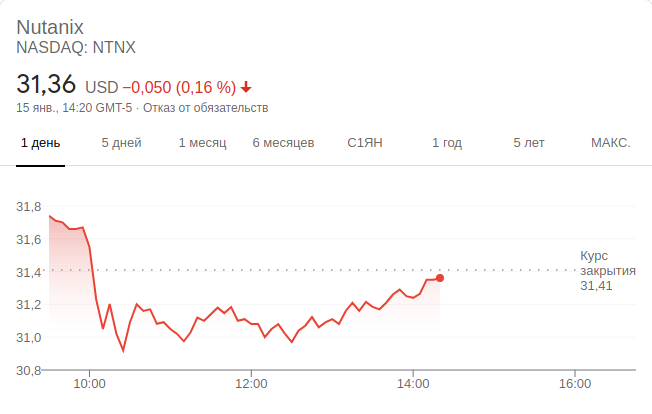 Nutanix
NASDAQ: NTNX
31,36 USD −0,050 (0,16 %)
15 янв., 14:20 GMT-5 · Отказ от обязательств
1 день 5 дней 1 месяц 6 месяцев С1ЯН 1 год 5 лет МАКС.
31,8
31,6
31,4
31,2
31,0
30,8
Курс
закрытия
31,41
10:00 12:00 14:00 16:00